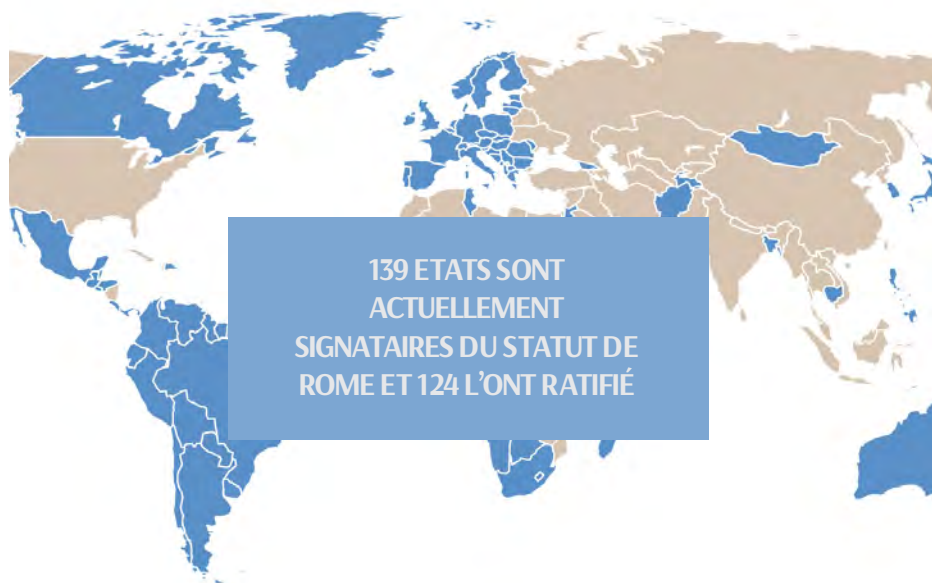 139 ETATS SONT
ACTUELLEMENT
SIGNATAIRES DU STATUT DE
ROME ET 124 L’ONT RATIFIÉ